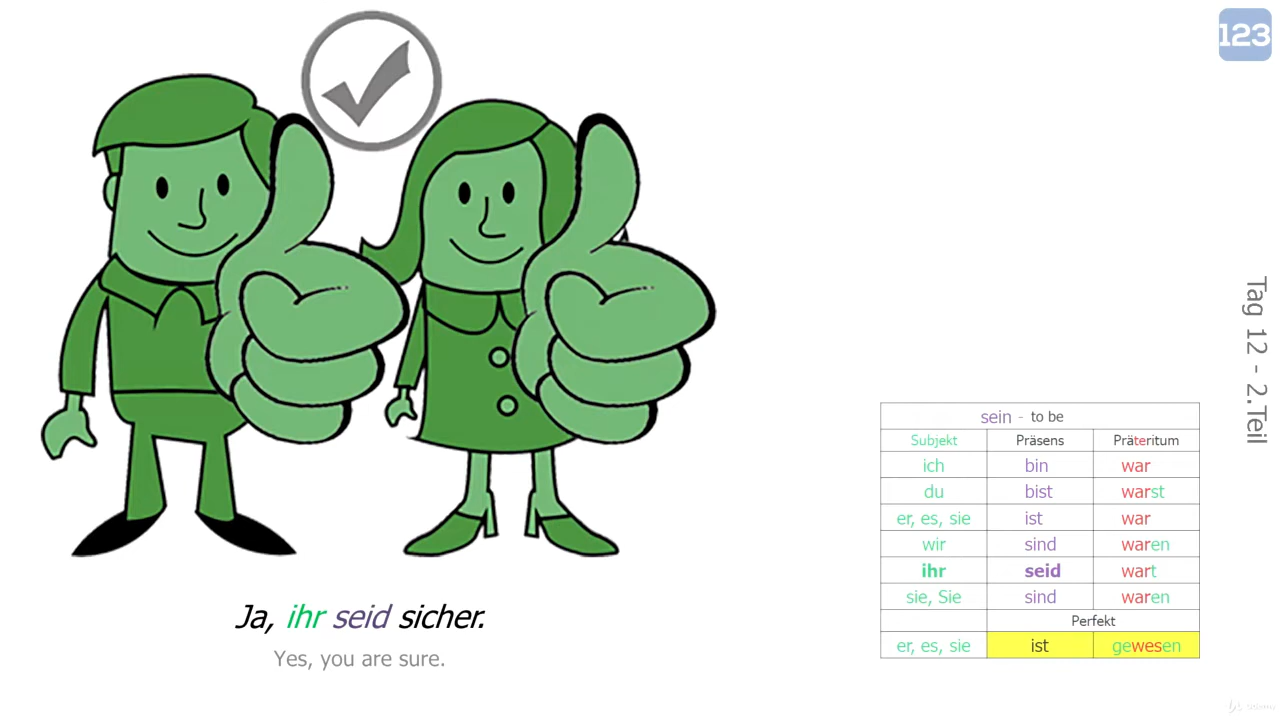 123
Tag 12 - 2.Teil
sein - to be
Subjekt Präsens Präteritum
ich bin war
du bist warst
er, es, sie ist war
wir sind waren
ihr seid wart
sie, Sie sind waren
Perfekt
er, es, sie ist gewesen
Ja, ihr seid sicher.
Yes, you are sure.